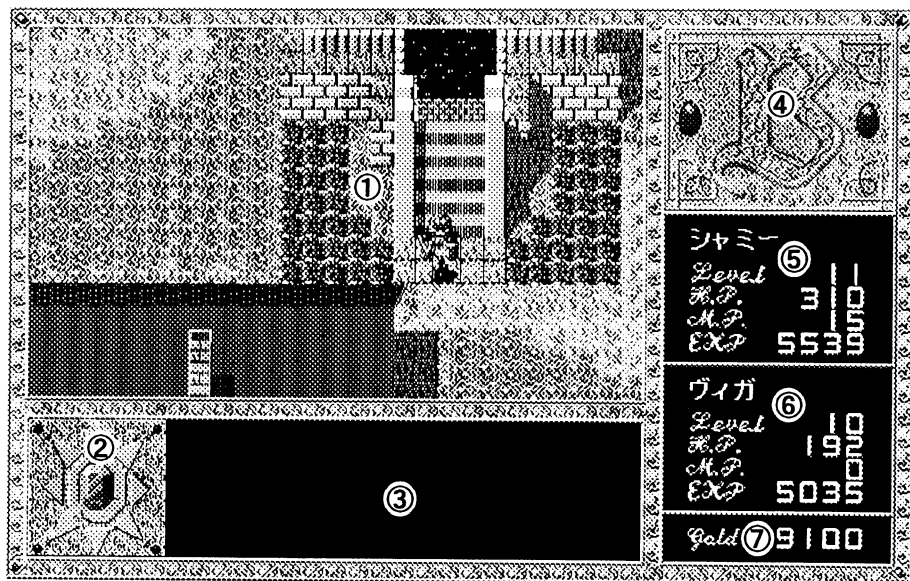 ①
②
③
④
シャミー
⑤
Level 11
H.P. 310
M.P. 15
EXP 5539
ヴィガ
⑥
Level 10
H.P. 192
M.P. 0
EXP 5035
Gold ⑦ 9100